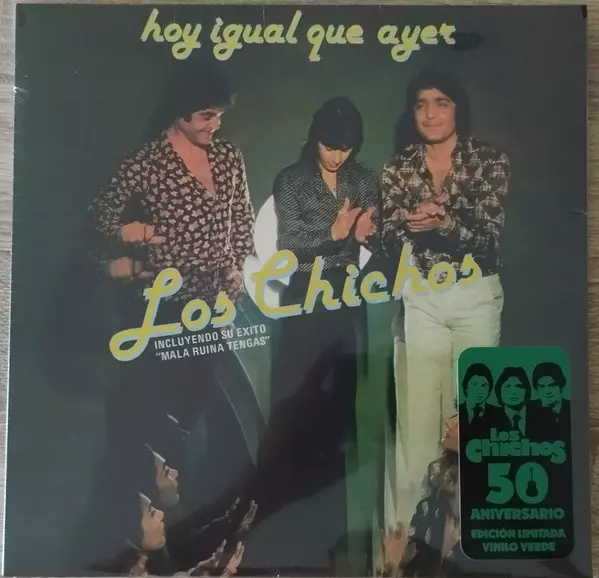 hoy igual que ayer
Los Chichos
INCLUYENDO SU EXITO
"MALA RUINA TENGAS"
Los
Chichos
50
ANIVERSARIO
EDICIÓN LIMITADA
VINILO VERDE